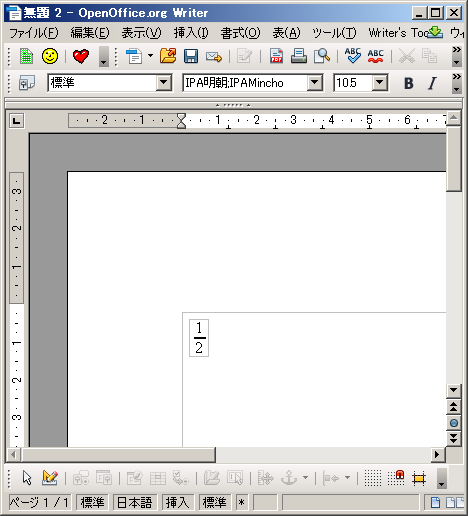 無題 2 - OpenOffice.org Writer
ファイル(F) 編集(E) 表示(V) 挿入(I) 書式(O) 表(A) ツール(T) Writer's Too ウィ
標準 IPA明朝;IPAMincho 10.5 B I
2 1 1 2 3 4 5 6 7
3
2
1
1
2
3
1
2
ページ 1 / 1 標準 日本語 挿入 標準 *